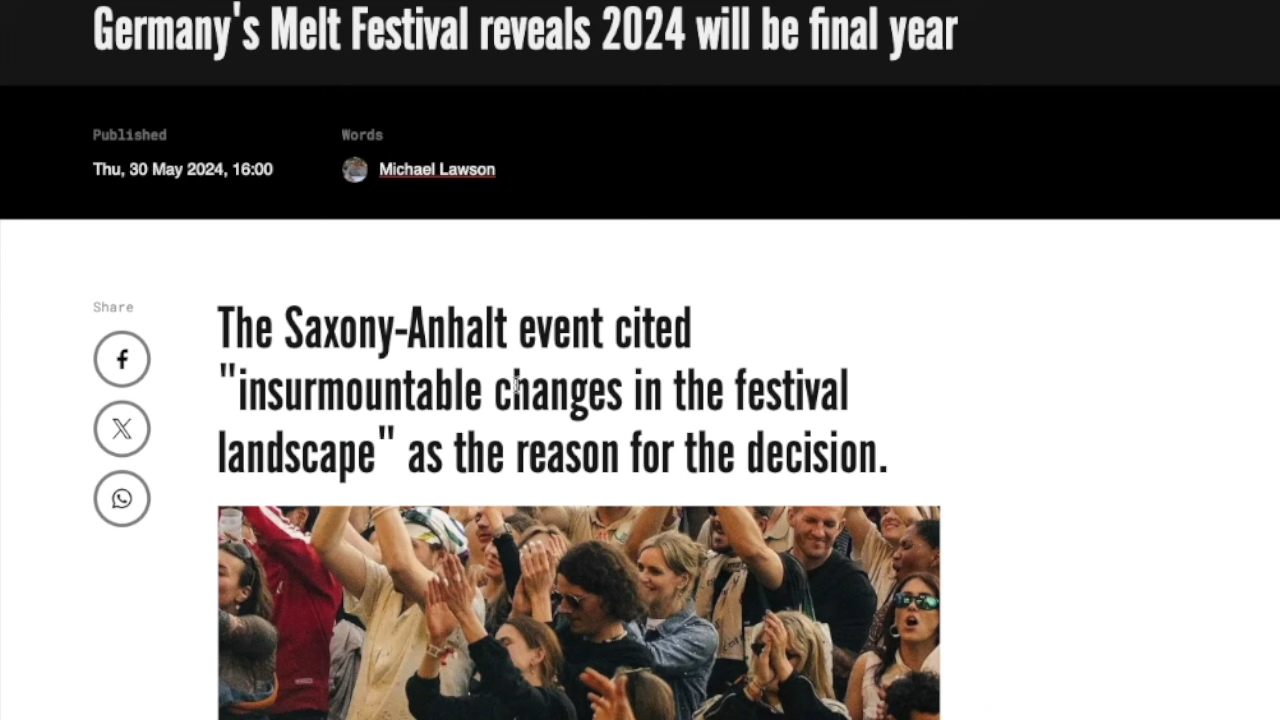 Germany's Melt Festival reveals 2024 will be final year
Published
Words
Thu, 30 May 2024, 16:00
Michael Lawson
Share
The Saxony-Anhalt event cited
"insurmountable changes in the festival
landscape" as the reason for the decision.